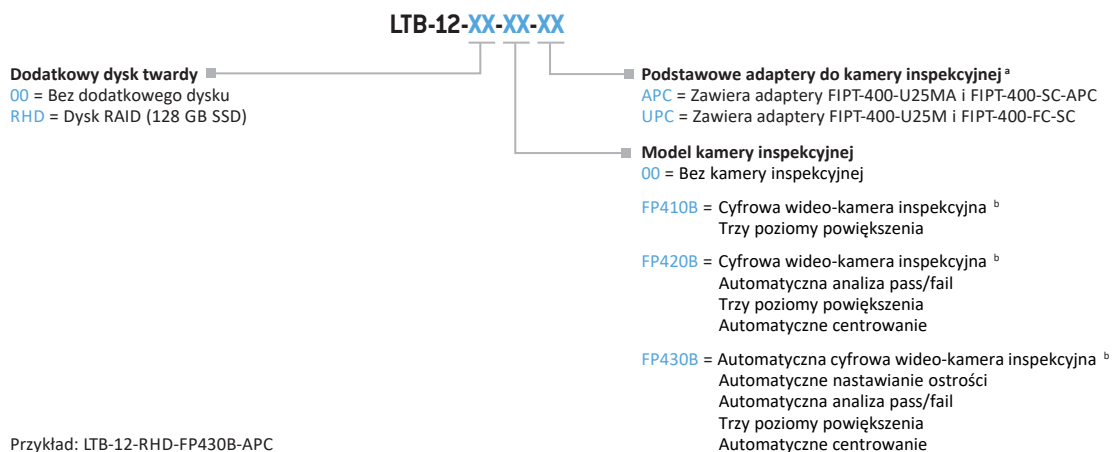 LTB-12-XX-XX-XX
Dodatkowy dysk twardy
00 = Bez dodatkowego dysku
RHD = Dysk RAID (128 GB SSD)
Podstawowe adaptery do kamery inspekcyjnej a
APC = Zawiera adaptery FIPT-400-U25MA i FIPT-400-SC-APC
UPC = Zawiera adaptery FIPT-400-U25M i FIPT-400-FC-SC
Model kamery inspekcyjnej
00 = Bez kamery inspekcyjnej
FP410B = Cyfrowa wideo-kamera inspekcyjna b
Trzy poziomy powiększenia
FP420B = Cyfrowa wideo-kamera inspekcyjna b
Automatyczna analiza pass/fail
Trzy poziomy powiększenia
Automatyczne centrowanie
FP430B = Automatyczna cyfrowa wideo-kamera inspekcyjna b
Automatyczne nastawianie ostrości
Automatyczna analiza pass/fail
Trzy poziomy powiększenia
Automatyczne centrowanie
Przykład: LTB-12-RHD-FP430B-APC